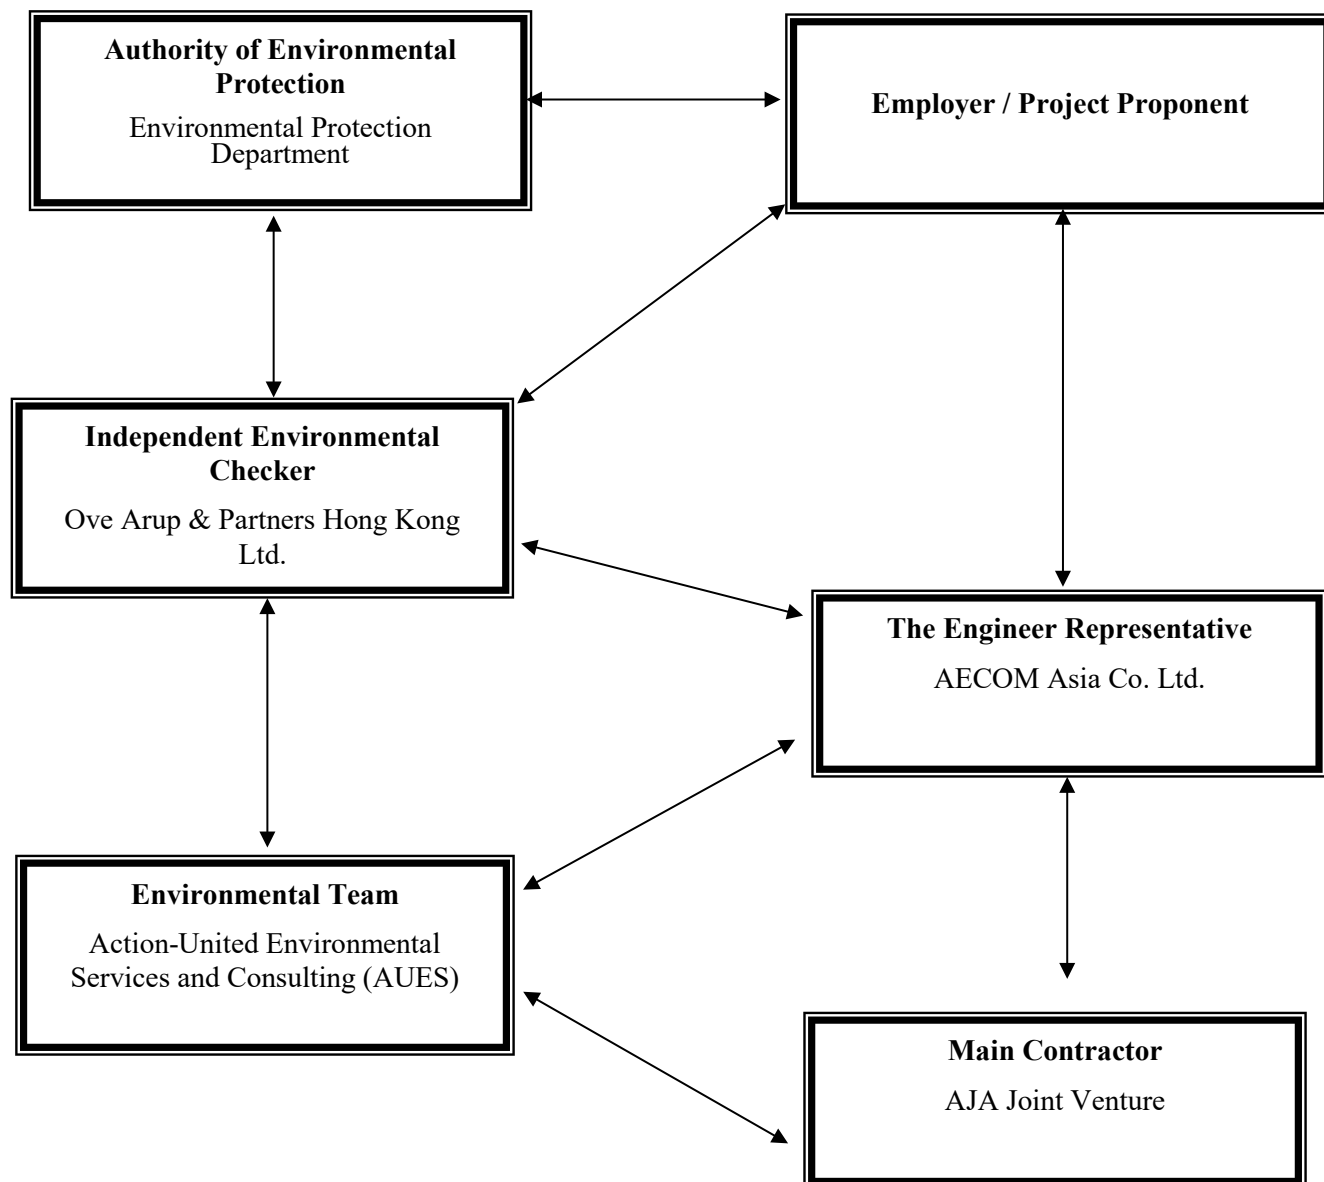 Authority of Environmental
Protection
Environmental Protection
Department
Employer / Project Proponent
Independent Environmental
Checker
Ove Arup & Partners Hong Kong
Ltd.
The Engineer Representative
AECOM Asia Co. Ltd.
Environmental Team
Action-United Environmental
Services and Consulting (AUES)
Main Contractor
AJA Joint Venture